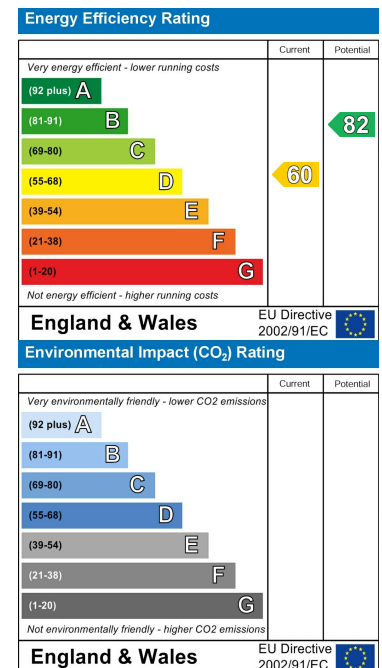 Energy Efficiency Rating
Current Potential
Very energy efficient - lower running costs
(92 plus) A
(81-91) B
(69-80) C
(55-68) D
(39-54) E
(21-38) F
(1-20) G
82
60
Not energy efficient - higher running costs
England & Wales
EU Directive
2002/91/EC
Environmental Impact (CO₂) Rating
Current Potential
Very environmentally friendly - lower CO2 emissions
(92 plus) A
(81-91) B
(69-80) C
(55-68) D
(39-54) E
(21-38) F
(1-20) G
Not environmentally friendly - higher CO2 emissions
England & Wales
EU Directive
2002/91/EC